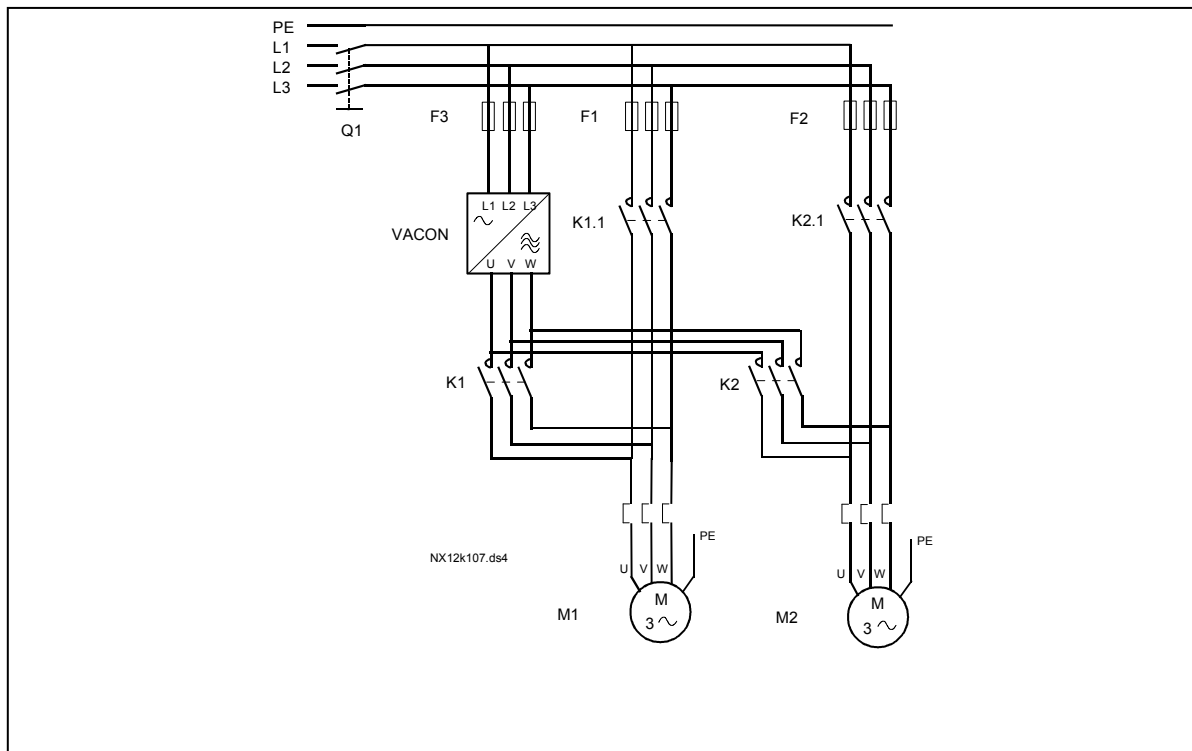 PE
L1
L2
L3
Q1
F3
F1
F2
L1 L2 L3
VACON
U V W
K1.1
K2.1
K1
K2
NX12k107.ds4
PE
U V W
M1
M
3
PE
U V W
M2
M
3